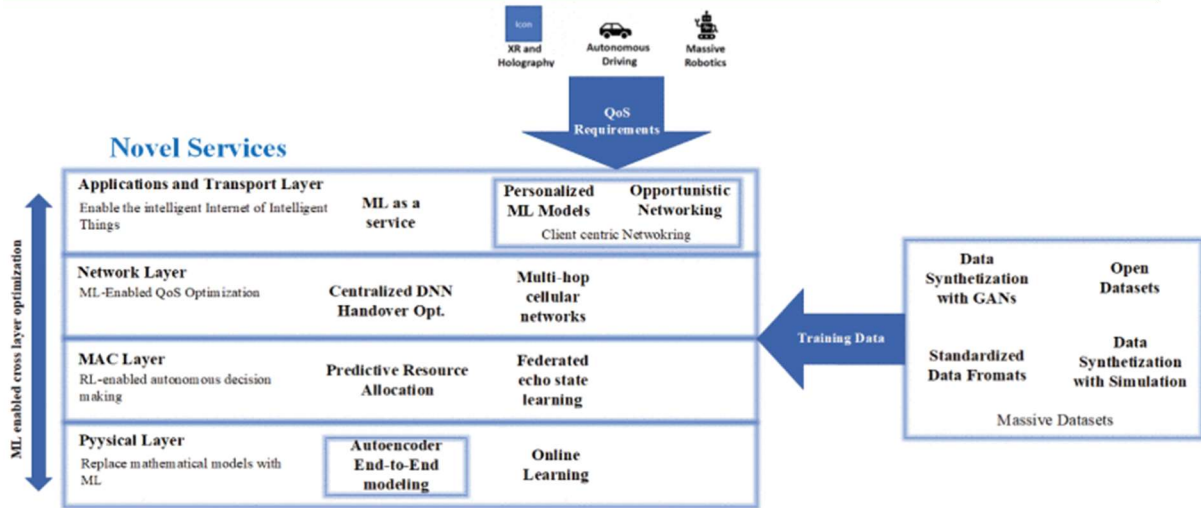 Icon
XR and
Holography
Autonomous
Driving
Massive
Robotics
QoS
Requirements
Novel Services
ML enabled cross layer optimization
Applications and Transport Layer
Enable the intelligent Internet of Intelligent
Things
ML as a
service
Personalized
ML Models
Opportunistic
Networking
Client centric Netwokring
Network Layer
ML-Enabled QoS Optimization
Centralized DNN
Handover Opt.
Multi-hop
cellular
networks
MAC Layer
RL-enabled autonomous decision
making
Predictive Resource
Allocation
Federated
echo state
learning
Pyysical Layer
Replace mathematical models with
ML
Autoencoder
End-to-End
modeling
Online
Learning
Training Data
Data
Synthetization
with GANs
Open
Datasets
Standardized
Data Fromats
Data
Synthetization
with Simulation
Massive Datasets